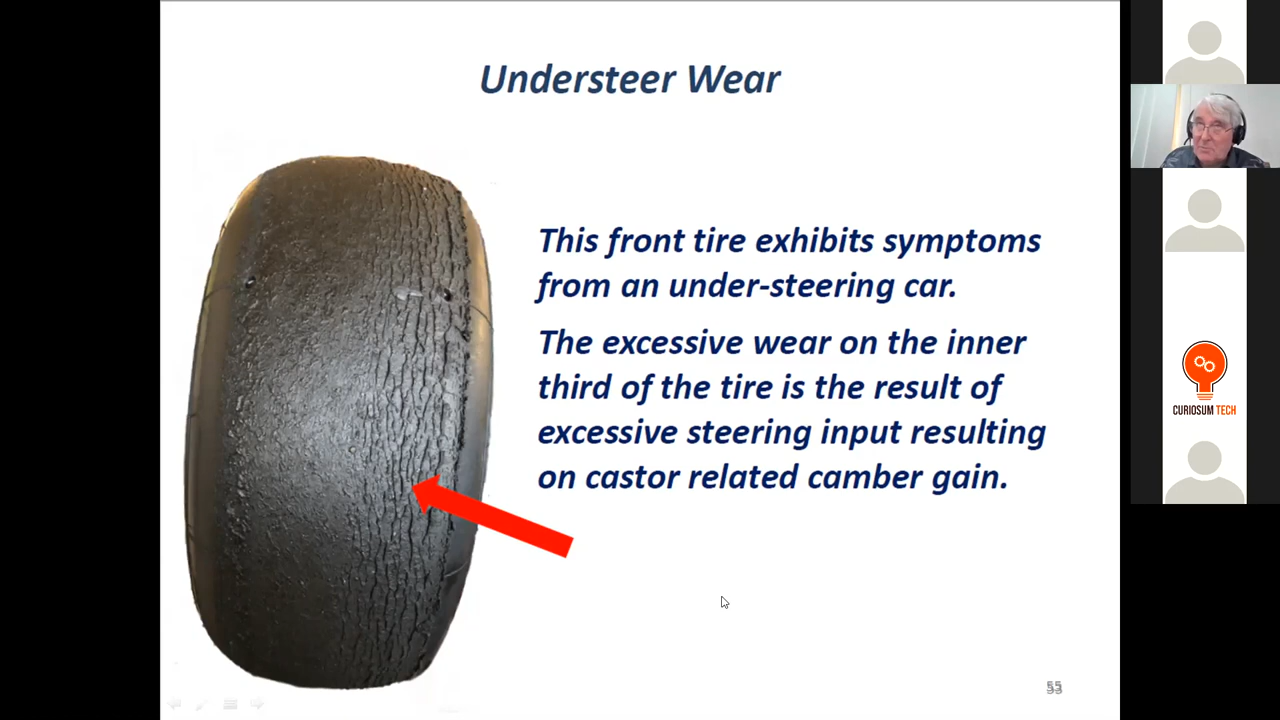 Understeer Wear
This front tire exhibits symptoms
from an under-steering car.
The excessive wear on the inner
third of the tire is the result of
excessive steering input resulting
on castor related camber gain.
CURIOSUM TECH